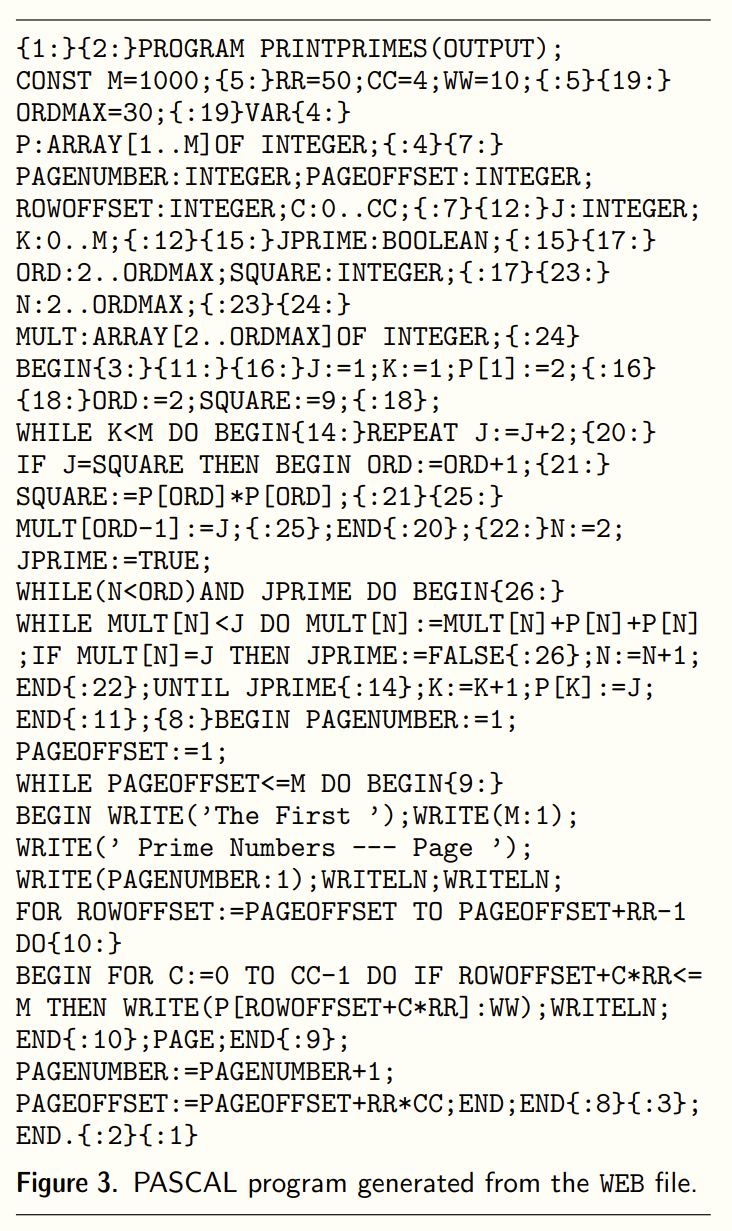 {1:}{2:}PROGRAM PRINTPRIMES(OUTPUT);
CONST M=1000;{5:}RR=50;CC=4;WW=10;{:5}{19:}
ORDMAX=30;{:19}VAR{4:}
P:ARRAY[1..M]OF INTEGER;{:4}{7:}
PAGENUMBER:INTEGER;PAGEOFFSET:INTEGER;
ROWOFFSET:INTEGER;C:0..CC;{:7}{12:}J:INTEGER;
K:0..M;{:12}{15:}JPRIME:BOOLEAN;{:15}{17:}
ORD:2..ORDMAX;SQUARE:INTEGER;{:17}{23:}
N:2..ORDMAX;{:23}{24:}
MULT:ARRAY[2..ORDMAX]OF INTEGER;{:24}
BEGIN{3:}{11:}{16:}J:=1;K:=1;P[1]:=2;{:16}
{18:}ORD:=2;SQUARE:=9;{:18};
WHILE K<M DO BEGIN{14:}REPEAT J:=J+2;{20:}
IF J=SQUARE THEN BEGIN ORD:=ORD+1;{21:}
SQUARE:=P[ORD]*P[ORD];{:21}{25:}
MULT[ORD-1]:=J;{:25};END{:20};{22:}N:=2;
JPRIME:=TRUE;
WHILE(N<ORD)AND JPRIME DO BEGIN{26:}
WHILE MULT[N]<J DO MULT[N]:=MULT[N]+P[N]+P[N]
;IF MULT[N]=J THEN JPRIME:=FALSE{:26};N:=N+1;
END{:22};UNTIL JPRIME{:14};K:=K+1;P[K]:=J;
END{:11};{8:}BEGIN PAGENUMBER:=1;
PAGEOFFSET:=1;
WHILE PAGEOFFSET<=M DO BEGIN{9:}
BEGIN WRITE(’The First ’);WRITE(M:1);
WRITE(’ Prime Numbers --- Page ’);
WRITE(PAGENUMBER:1);WRITELN;WRITELN;
FOR ROWOFFSET:=PAGEOFFSET TO PAGEOFFSET+RR-1
DO{10:}
BEGIN FOR C:=0 TO CC-1 DO IF ROWOFFSET+C*RR<=
M THEN WRITE(P[ROWOFFSET+C*RR]:WW);WRITELN;
END{:10};PAGE;END{:9};
PAGENUMBER:=PAGENUMBER+1;
PAGEOFFSET:=PAGEOFFSET+RR*CC;END;END{:8}{:3};
END.{:2}{:1}
Figure 3. PASCAL program generated from the WEB file.